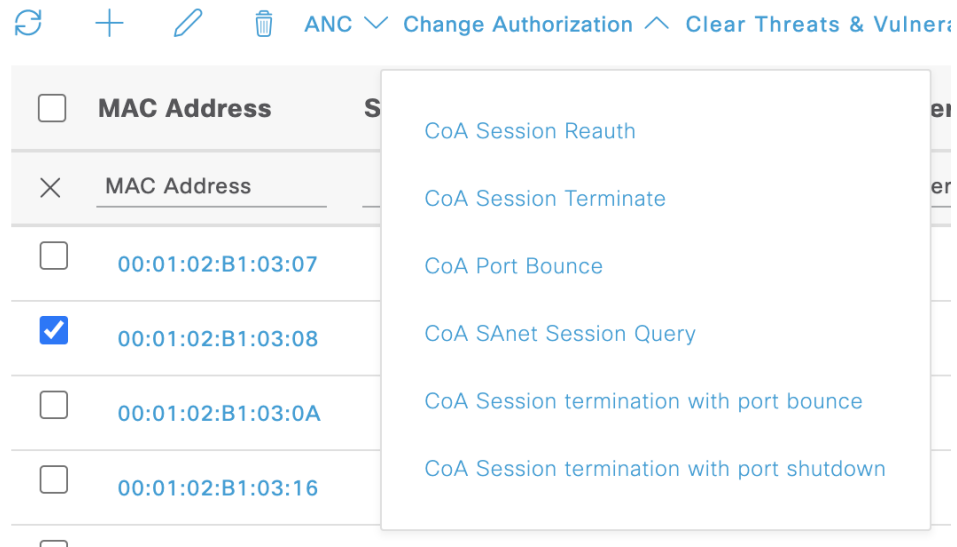 ANC Change Authorization Clear Threats &
MAC Address
MAC Address
CoA Session Reauth
CoA Session Terminate
CoA Port Bounce
CoA SAnet Session Query
CoA Session termination with port bounce
CoA Session termination with port shutdown
00:01:02:B1:03:07
00:01:02:B1:03:08
00:01:02:B1:03:0A
00:01:02:B1:03:16